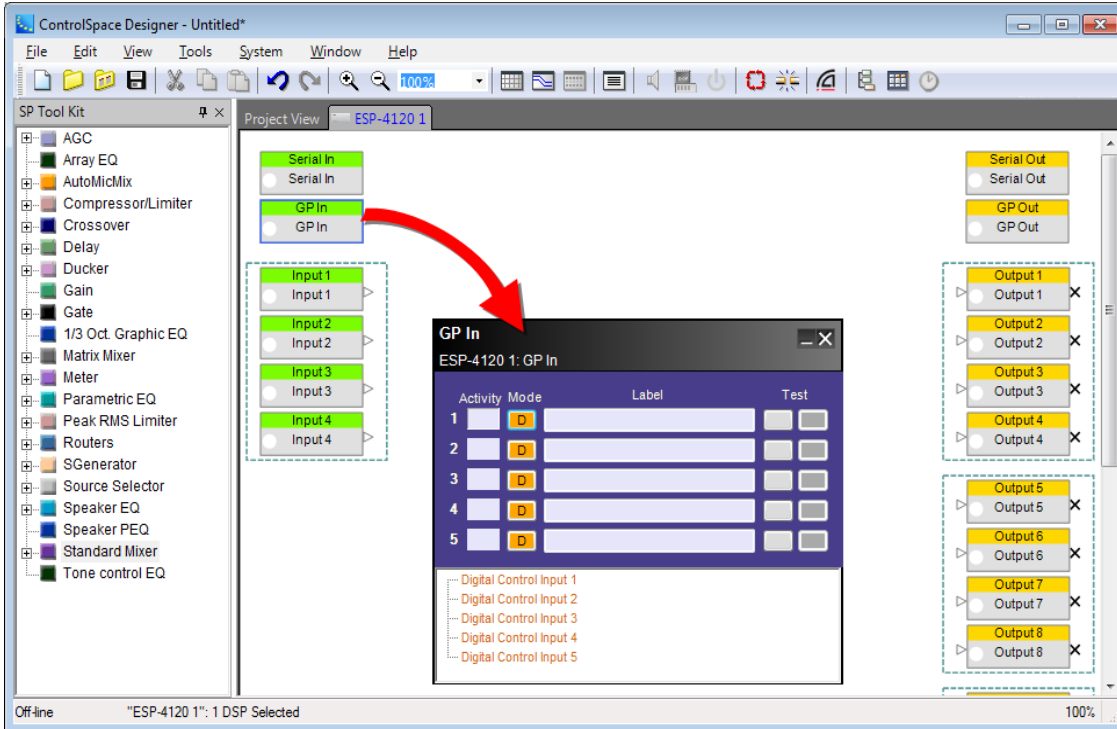 ControlSpace Designer - Untitled*
File Edit View Tools System Window Help
100%
SP Tool Kit
Project View ESP-4120 1
AGC
Array EQ
AutoMicMix
Compressor/Limiter
Crossover
Delay
Ducker
Gain
Gate
1/3 Oct. Graphic EQ
Matrix Mixer
Meter
Parametric EQ
Peak RMS Limiter
Routers
SGenerator
Source Selector
Speaker EQ
Speaker PEQ
Standard Mixer
Tone control EQ
Serial In
Serial In
GP In
GP In
Input 1
Input 1
Input 2
Input 2
Input 3
Input 3
Input 4
Input 4
GP In
ESP-4120 1: GP In
Activity Mode Label Test
1 D
2 D
3 D
4 D
5 D
Digital Control Input 1
Digital Control Input 2
Digital Control Input 3
Digital Control Input 4
Digital Control Input 5
Serial Out
Serial Out
GP Out
GP Out
Output 1
Output 1
Output 2
Output 2
Output 3
Output 3
Output 4
Output 4
Output 5
Output 5
Output 6
Output 6
Output 7
Output 7
Output 8
Output 8
Off-line "ESP-4120 1": 1 DSP Selected 100%